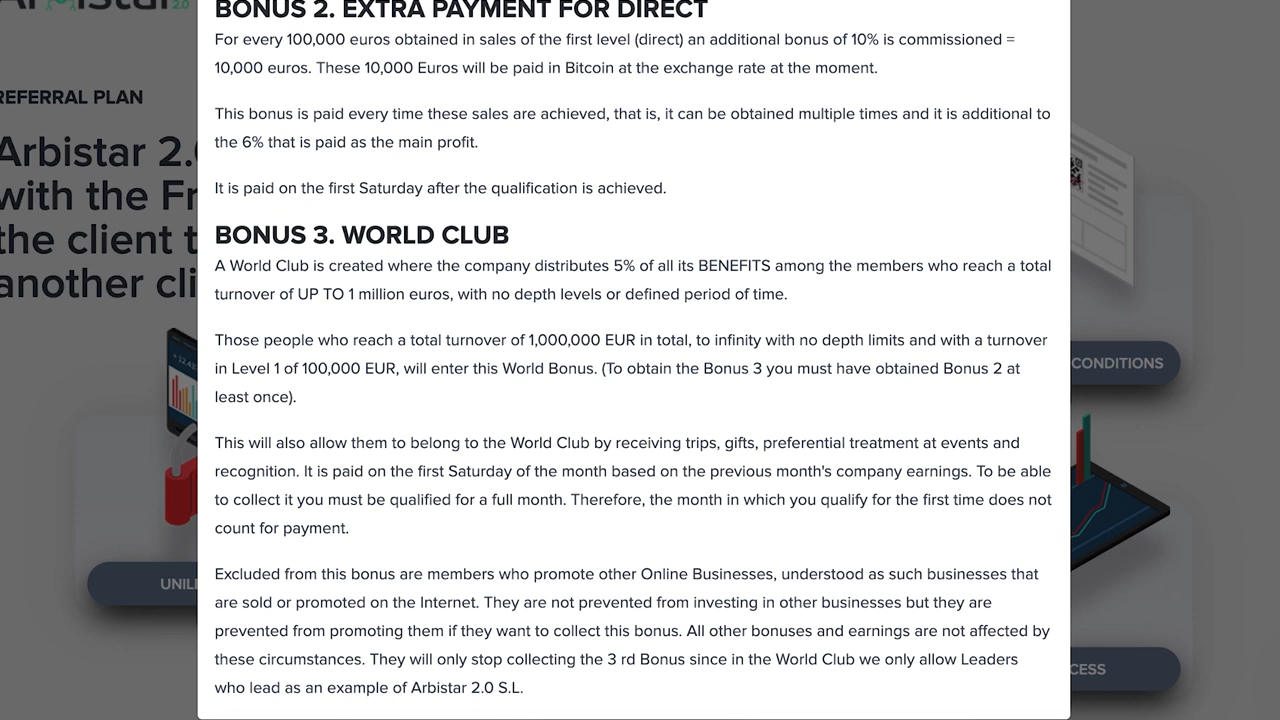 BONUS 2. EXTRA PAYMENT FOR DIRECT
For every 100,000 euros obtained in sales of the first level (direct) an additional bonus of 10% is commissioned =
10,000 euros. These 10,000 Euros will be paid in Bitcoin at the exchange rate at the moment.
This bonus is paid every time these sales are achieved, that is, it can be obtained multiple times and it is additional to
the 6% that is paid as the main profit.
It is paid on the first Saturday after the qualification is achieved.
BONUS 3. WORLD CLUB
A World Club is created where the company distributes 5% of all its BENEFITS among the members who reach a total
turnover of UP TO 1 million euros, with no depth levels or defined period of time.
Those people who reach a total turnover of 1,000,000 EUR in total, to infinity with no depth limits and with a turnover
in Level 1 of 100,000 EUR, will enter this World Bonus. (To obtain the Bonus 3 you must have obtained Bonus 2 at
least once).
This will also allow them to belong to the World Club by receiving trips, gifts, preferential treatment at events and
recognition. It is paid on the first Saturday of the month based on the previous month's company earnings. To be able
to collect it you must be qualified for a full month. Therefore, the month in which you qualify for the first time does not
count for payment.
Excluded from this bonus are members who promote other Online Businesses, understood as such businesses that
are sold or promoted on the Internet. They are not prevented from investing in other businesses but they are
prevented from promoting them if they want to collect this bonus. All other bonuses and earnings are not affected by
these circumstances. They will only stop collecting the 3 rd Bonus since in the World Club we only allow Leaders
who lead as an example of Arbistar 2.0 S.L.
REFERRAL PLAN
Arbistar 2.
with the Fr
the client t
another cli
UNIL
CONDITIONS
CESS